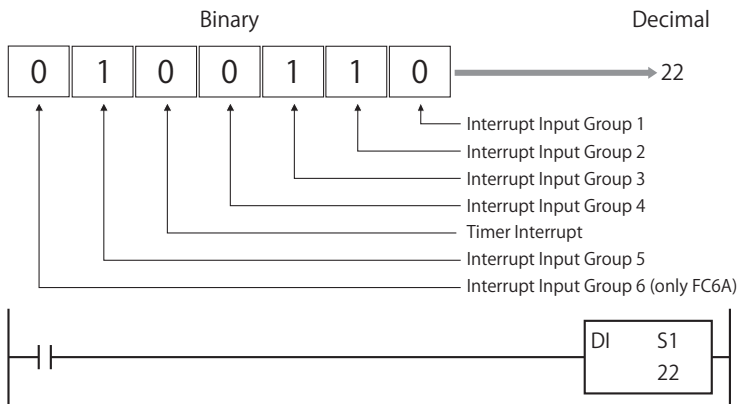 Binary Decimal
0 1 0 0 1 1 0 22
Interrupt Input Group 1
Interrupt Input Group 2
Interrupt Input Group 3
Interrupt Input Group 4
Timer Interrupt
Interrupt Input Group 5
Interrupt Input Group 6 (only FC6A)
DI S1
22